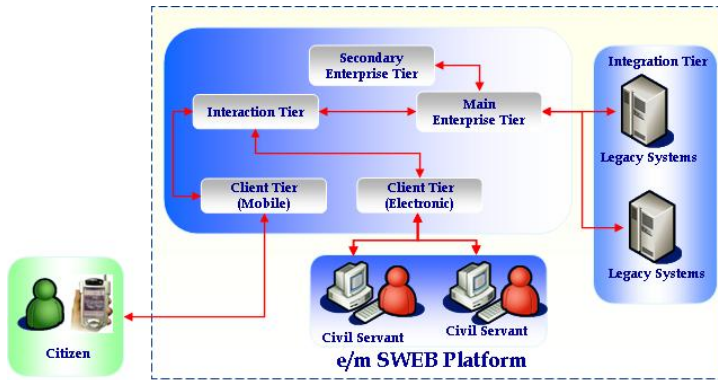 Secondary
Enterprise Tier
Integration Tier
Interaction Tier
Main
Enterprise Tier
Legacy Systems
Client Tier
(Mobile)
Client Tier
(Electronic)
Legacy Systems
Civil Servant
Civil Servant
Citizen
e/m SWEB Platform